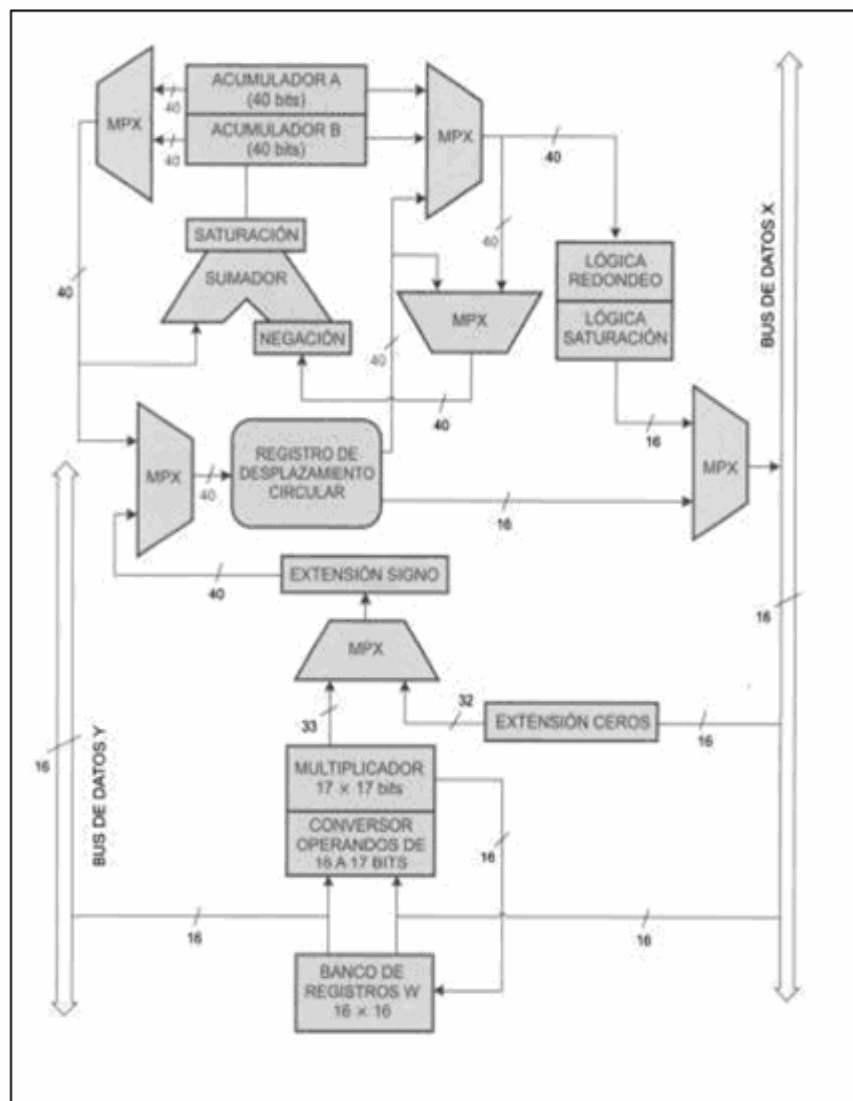 ACUMULADOR A
(40 bits)
MPX
40
ACUMULADOR B
(40 bits)
40
MPX
40
SATURACIÓN
SUMADOR
NEGACIÓN
40
40
MPX
LÓGICA
REDONDEO
LÓGICA
SATURACIÓN
BUS DE DATOS X
40
40
16
MPX
40
REGISTRO DE
DESPLAZAMIENTO
CIRCULAR
16
MPX
EXTENSIÓN SIGNO
40
MPX
16
33
32
EXTENSIÓN CEROS
16
16
BUS DE DATOS Y
MULTIPLICADOR
17 × 17 bits
CONVERSOR
OPERANDOS DE
16 A 17 BITS
16
16
16
BANCO DE
REGISTROS W
16 × 16